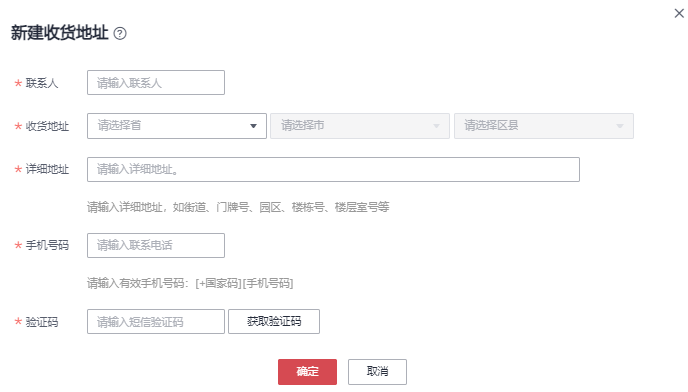 新建收货地址 ?
* 联系人 请输入联系人
* 收货地址 请选择省 请选择市 请选择区县
* 详细地址 请输入详细地址。
请输入详细地址，如街道、门牌号、园区、楼栋号、楼层室号等
* 手机号码 请输入联系电话
请输入有效手机号码：[+国家码][手机号码]
* 验证码 请输入短信验证码 获取验证码
确定 取消